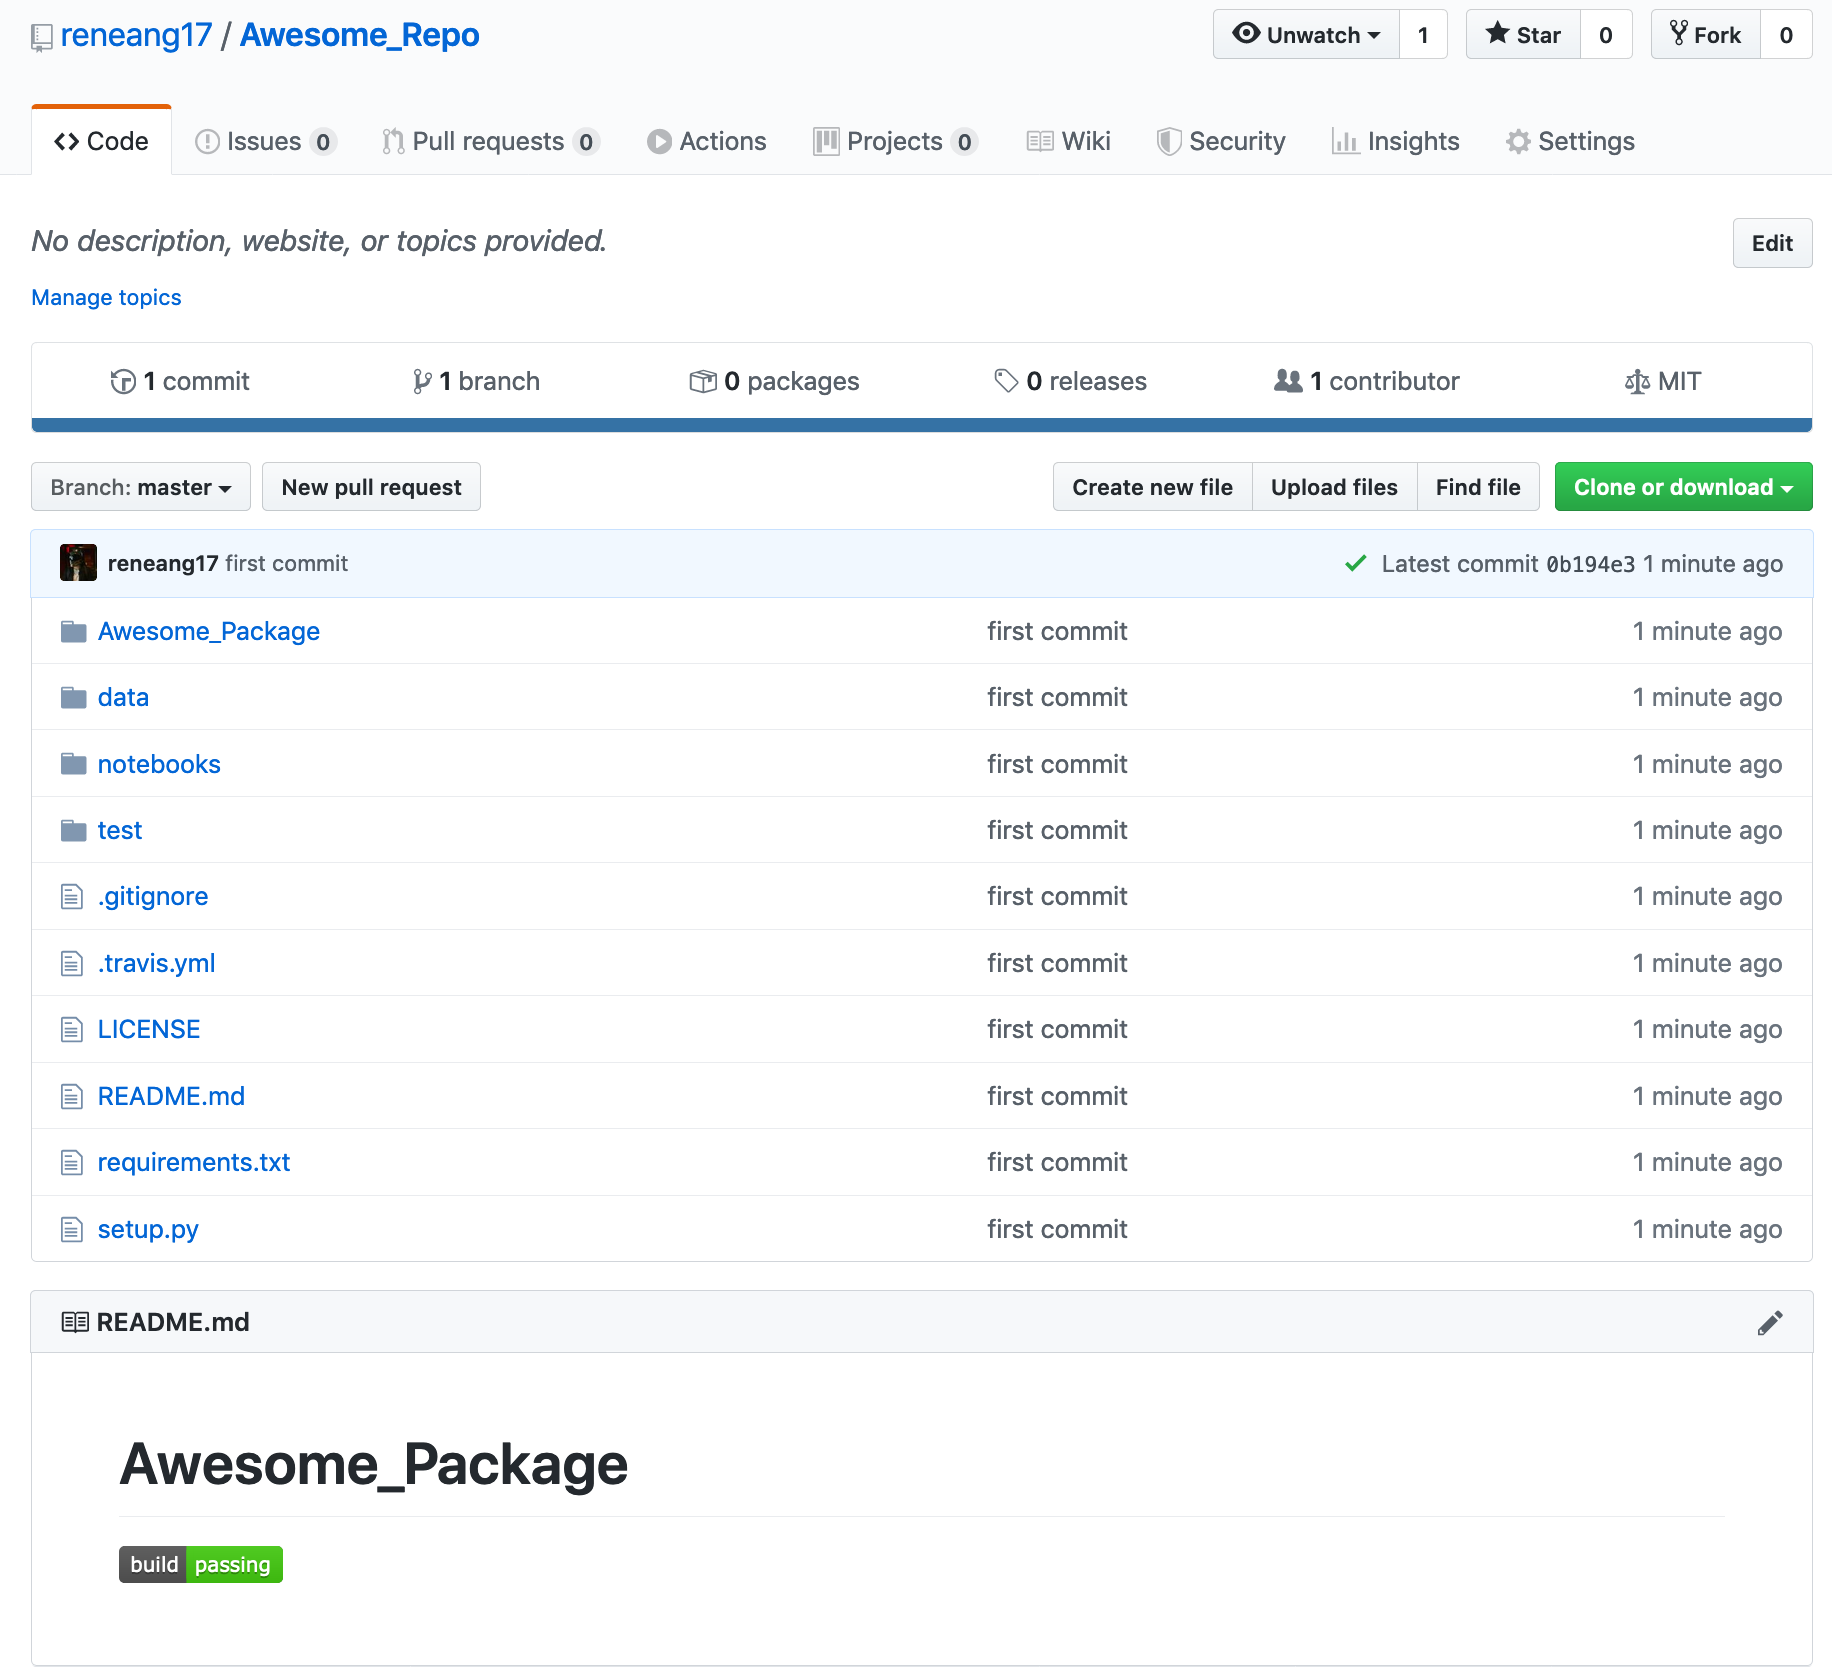 reneang17 / Awesome_Repo
Unwatch 1 Star 0 Fork 0
Code Issues 0 Pull requests 0 Actions Projects 0 Wiki Security Insights Settings
No description, website, or topics provided. Edit
Manage topics
1 commit 1 branch 0 packages 0 releases 1 contributor MIT
Branch: master New pull request Create new file Upload files Find file Clone or download
reneang17 first commit Latest commit 0b194e3 1 minute ago
Awesome_Package first commit 1 minute ago
data first commit 1 minute ago
notebooks first commit 1 minute ago
test first commit 1 minute ago
.gitignore first commit 1 minute ago
.travis.yml first commit 1 minute ago
LICENSE first commit 1 minute ago
README.md first commit 1 minute ago
requirements.txt first commit 1 minute ago
setup.py first commit 1 minute ago
README.md
Awesome_Package
build passing